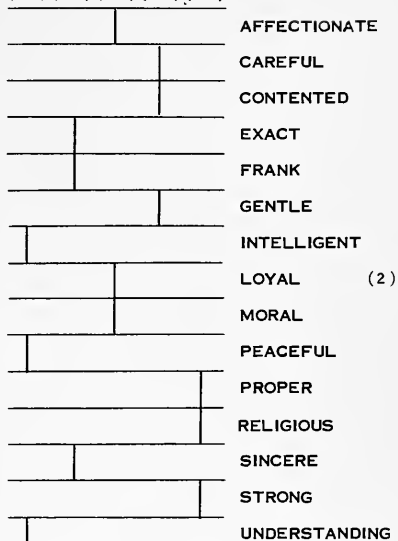 AFFECTIONATE
CAREFUL
CONTENTED
EXACT
FRANK
GENTLE
INTELLIGENT
LOYAL (2)
MORAL
PEACEFUL
PROPER
RELIGIOUS
SINCERE
STRONG
UNDERSTANDING